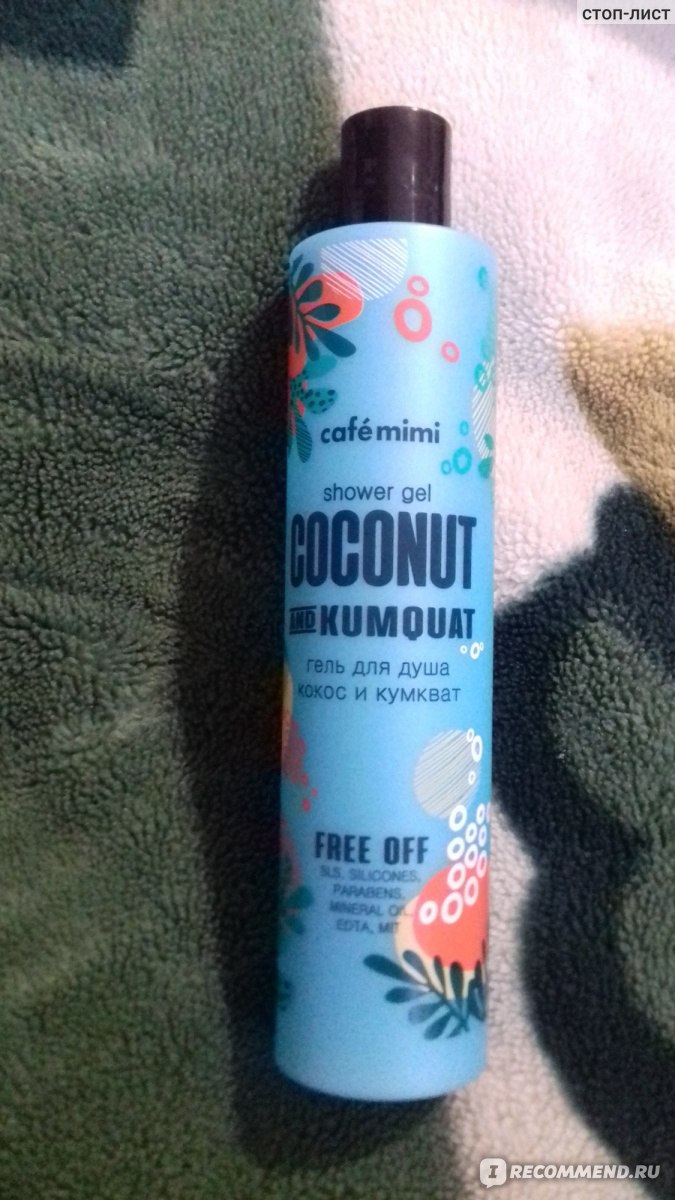 стоп-лист
café mimi
shower gel
COCONUT
AND KUMQUAT
гель для душа
кокос и кумкват
FREE OFF
SLS, SILICONES,
PARABENS,
MINERAL OIL,
EDTA, MIT
IRECOMMEND.RU